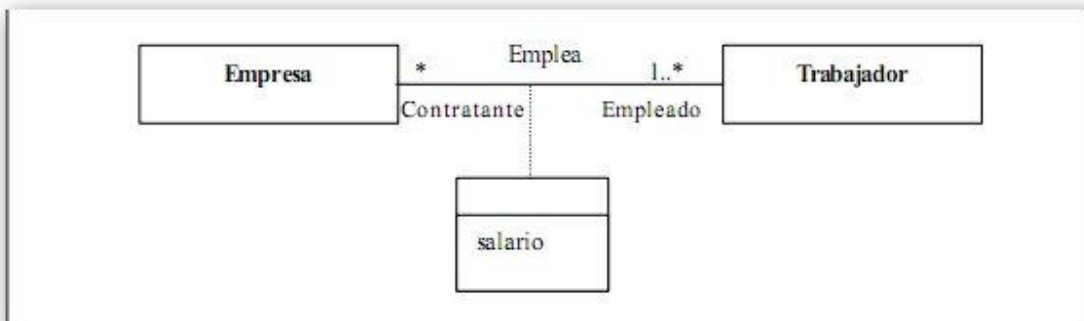 Empresa
*
Emplea
1..*
Trabajador
Contratante
Empleado
salario